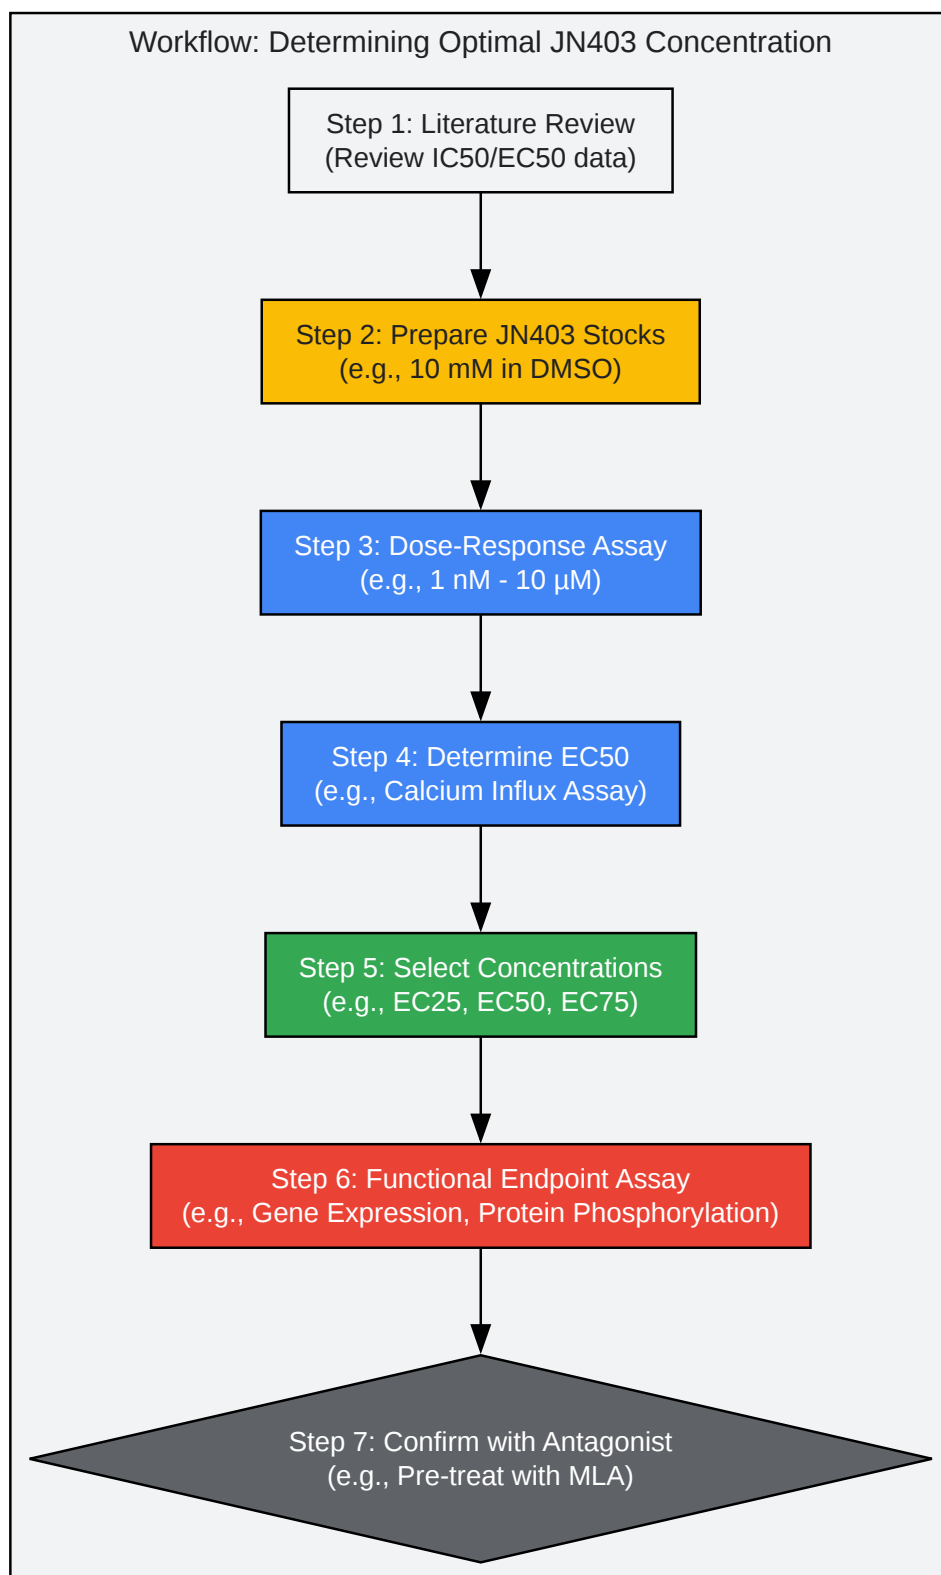 Workflow: Determining Optimal JN403 Concentration
Step 1: Literature Review
(Review IC50/EC50 data)
Step 2: Prepare JN403 Stocks
(e.g., 10 mM in DMSO)
Step 3: Dose-Response Assay
(e.g., 1 nM - 10 µM)
Step 4: Determine EC50
(e.g., Calcium Influx Assay)
Step 5: Select Concentrations
(e.g., EC25, EC50, EC75)
Step 6: Functional Endpoint Assay
(e.g., Gene Expression, Protein Phosphorylation)
Step 7: Confirm with Antagonist
(e.g., Pre-treat with MLA)